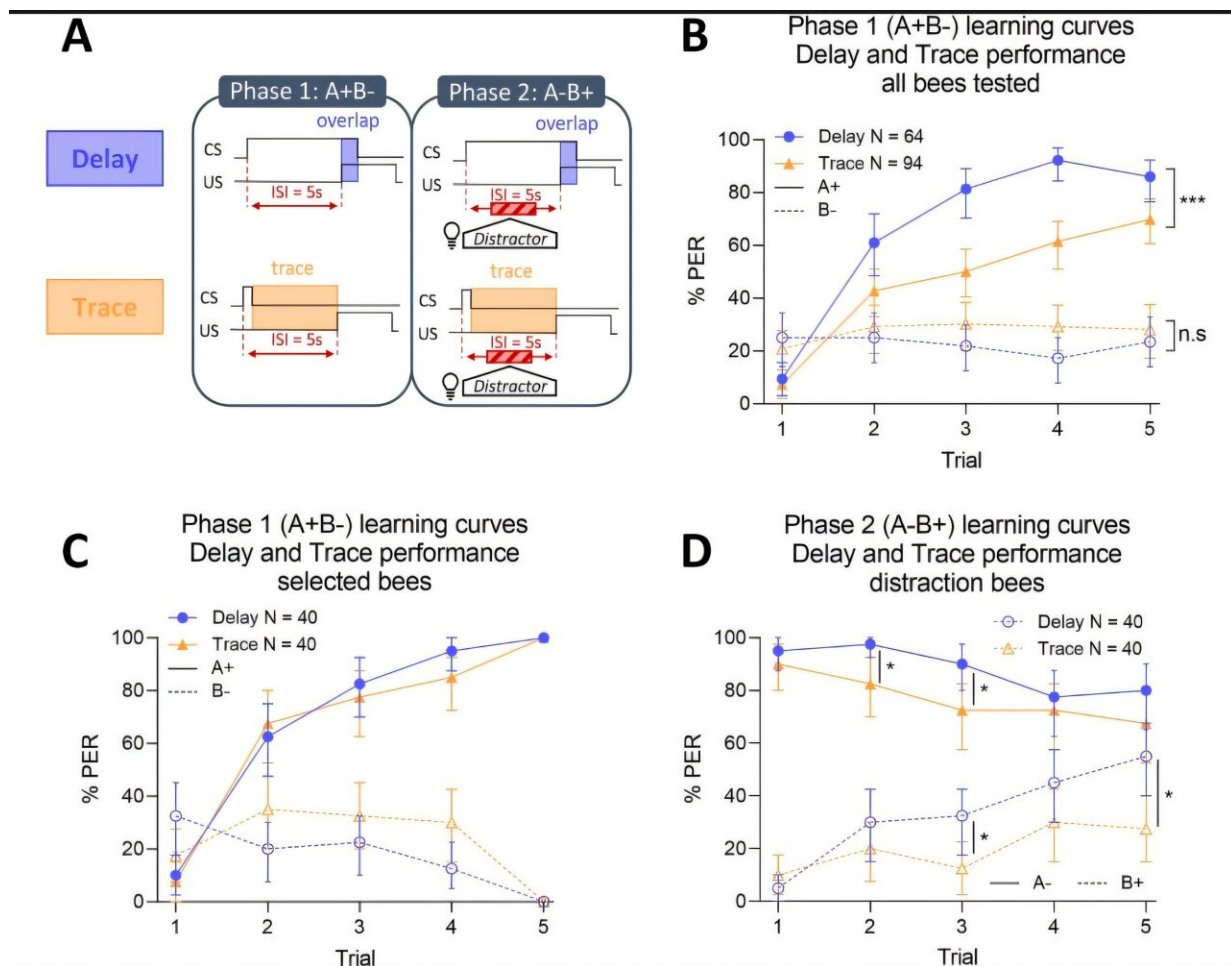 A
Phase 1: A+B-
Phase 2: A-B+
Delay
overlap
CS
US
ISI = 5s
overlap
CS
US
ISI = 5s
Distractor
Trace
trace
CS
US
ISI = 5s
trace
CS
US
ISI = 5s
Distractor
B
Phase 1 (A+B-) learning curves
Delay and Trace performance
all bees tested
Delay N = 64
Trace N = 94
A+
B-
100
80
60
40
20
0
% PER
***
n.s
1 2 3 4 5
Trial
C
Phase 1 (A+B-) learning curves
Delay and Trace performance
selected bees
Delay N = 40
Trace N = 40
A+
B-
100
80
60
40
20
0
% PER
1 2 3 4 5
Trial
D
Phase 2 (A-B+) learning curves
Delay and Trace performance
distraction bees
Delay N = 40
Trace N = 40
100
80
60
40
20
0
% PER
*
*
*
*
A- B+
1 2 3 4 5
Trial